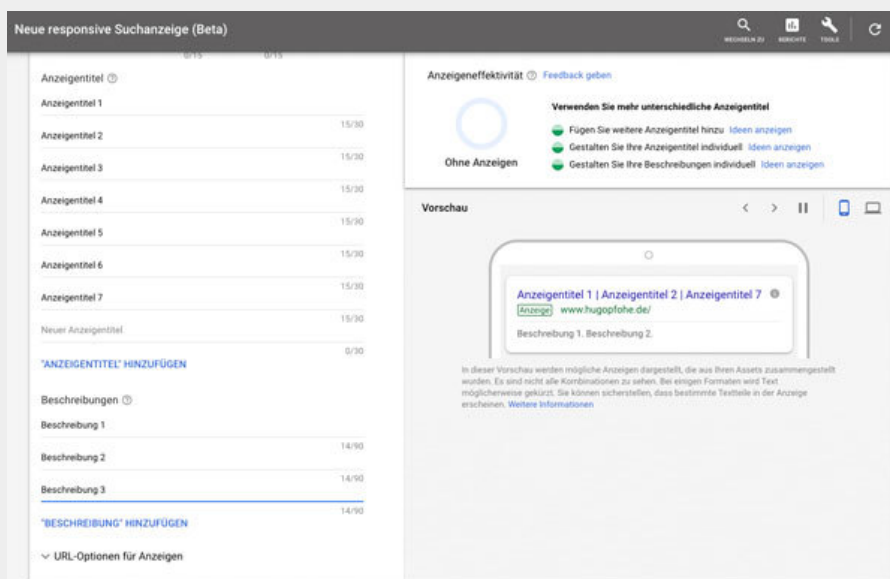 Neue responsive Suchanzeige (Beta)
WECHSELN ZU
BERICHTE
TOOLS
0/15 0/15
Anzeigentitel
Anzeigentitel 1
15/30
Anzeigentitel 2
15/30
Anzeigentitel 3
15/30
Anzeigentitel 4
15/30
Anzeigentitel 5
15/30
Anzeigentitel 6
15/30
Anzeigentitel 7
15/30
Neuer Anzeigentitel
0/30
"ANZEIGENTITEL" HINZUFÜGEN
Beschreibungen
Beschreibung 1
14/90
Beschreibung 2
14/90
Beschreibung 3
14/90
"BESCHREIBUNG" HINZUFÜGEN
URL-Optionen für Anzeigen
Anzeigeneffektivität Feedback geben
Ohne Anzeigen
Verwenden Sie mehr unterschiedliche Anzeigentitel
Fügen Sie weitere Anzeigentitel hinzu Ideen anzeigen
Gestalten Sie Ihre Anzeigentitel individuell Ideen anzeigen
Gestalten Sie Ihre Beschreibungen individuell Ideen anzeigen
Vorschau
Anzeigentitel 1 | Anzeigentitel 2 | Anzeigentitel 7
Anzeige www.hugopfohe.de/
Beschreibung 1. Beschreibung 2.
In dieser Vorschau werden mögliche Anzeigen dargestellt, die aus Ihren Assets zusammengestellt
wurden. Es sind nicht alle Kombinationen zu sehen. Bei einigen Formaten wird Text
möglicherweise gekürzt. Sie können sicherstellen, dass bestimmte Textteile in der Anzeige
erscheinen. Weitere Informationen